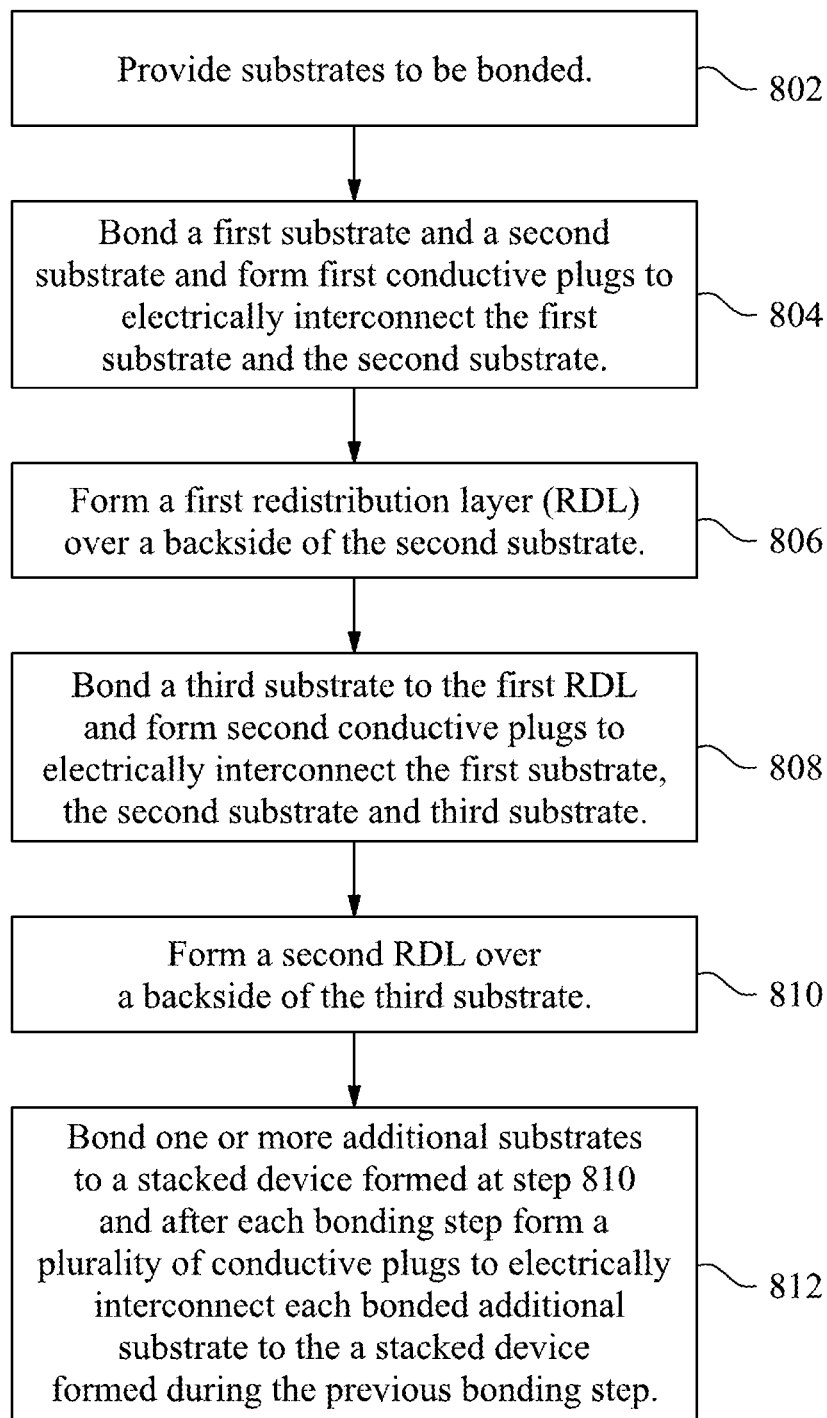 Provide substrates to be bonded.
802
Bond a first substrate and a second
substrate and form first conductive plugs to
electrically interconnect the first
substrate and the second substrate.
804
Form a first redistribution layer (RDL)
over a backside of the second substrate.
806
Bond a third substrate to the first RDL
and form second conductive plugs to
electrically interconnect the first substrate,
the second substrate and third substrate.
808
Form a second RDL over
a backside of the third substrate.
810
Bond one or more additional substrates
to a stacked device formed at step 810
and after each bonding step form a
plurality of conductive plugs to electrically
interconnect each bonded additional
substrate to the a stacked device
formed during the previous bonding step.
812